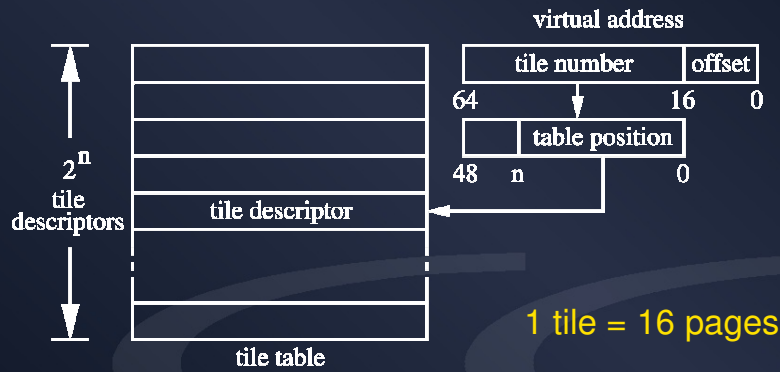 virtual address
tile number offset
64 16 0
table position
48 n 0
2^n
tile
descriptors
tile descriptor
1 tile = 16 pages
tile table